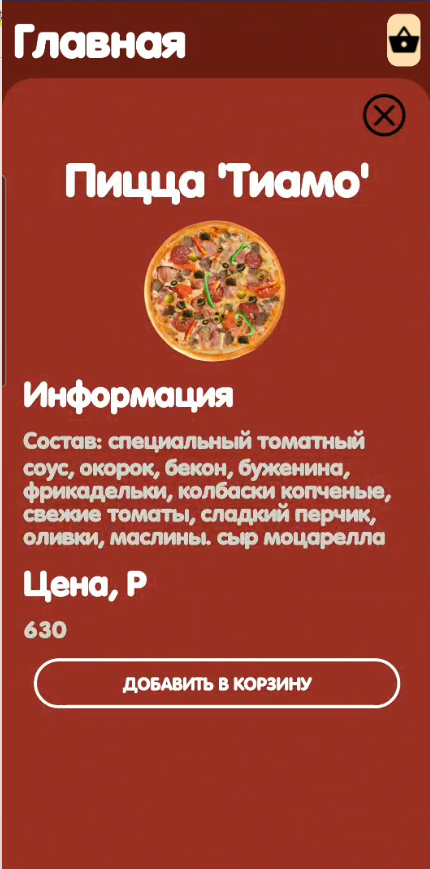 Главная
Пицца 'Тиамо'
Информация
Состав: специальный томатный
соус, окорок, бекон, буженина,
фрикадельки, колбаски копченые,
свежие томаты, сладкий перчик,
оливки, маслины. сыр моцарелла
Цена, Р
630
ДОБАВИТЬ В КОРЗИНУ